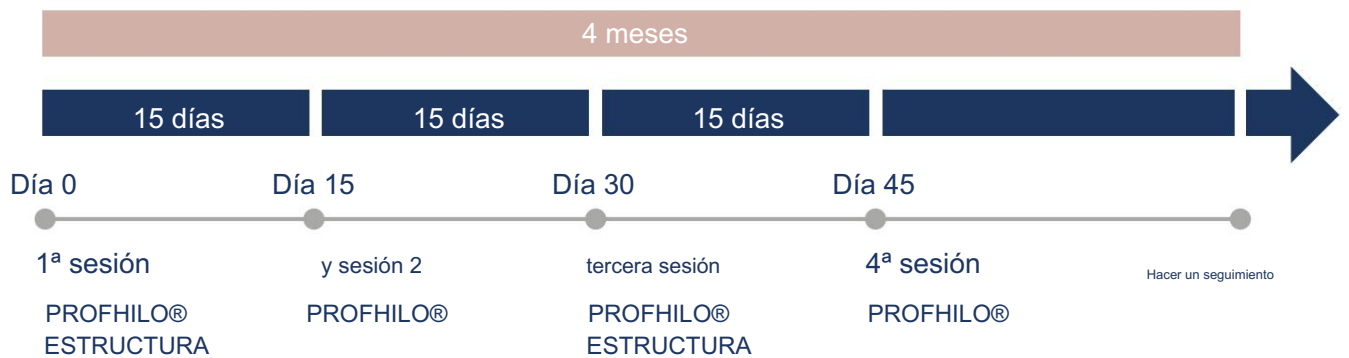 4 meses
15 días 15 días 15 días
Día 0 Día 15 Día 30 Día 45
1ª sesión y sesión 2 tercera sesión 4ª sesión Hacer un seguimiento
PROFHILO® PROFHILO® PROFHILO® PROFHILO®
ESTRUCTURA ESTRUCTURA